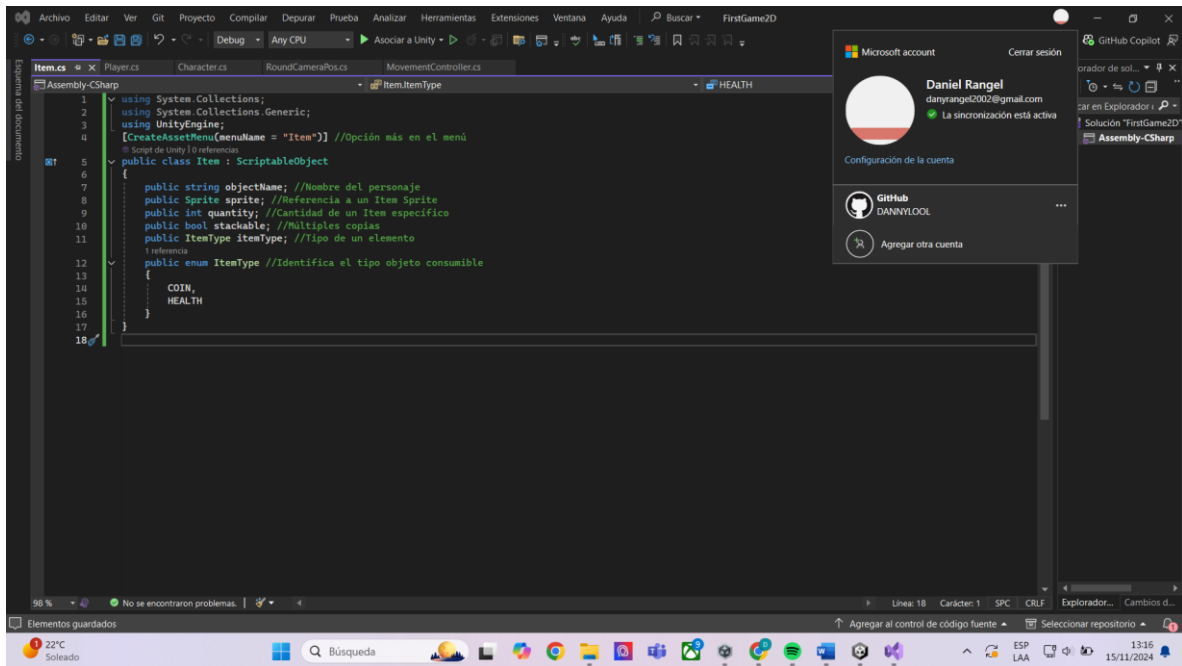 Archivo Editar Ver Git Proyecto Compilar Depurar Prueba Analizar Herramientas Extensiones Ventana Ayuda Buscar FirstGame2D
Debug Any CPU Asociar a Unity GitHub Copilot
Item.cs Player.cs Character.cs RoundCameraPos.cs MovementController.cs
Assembly-CSharp Item.ItemType HEALTH
Esquema del documento
1 using System.Collections;
2 using System.Collections.Generic;
3 using UnityEngine;
4 [CreateAssetMenu(menuName = "Item")] //Opción más en el menú
Script de Unity | 0 referencias
5 public class Item : ScriptableObject
6 {
7 public string objectName; //Nombre del personaje
8 public Sprite sprite; //Referencia a un Item Sprite
9 public int quantity; //Cantidad de un Item específico
10 public bool stackable; //Múltiples copias
11 public ItemType itemType; //Tipo de un elemento
1 referencia
12 public enum ItemType //Identifica el tipo objeto consumible
13 {
14 COIN,
15 HEALTH
16 }
17 }
18
Microsoft account Cerrar sesión
Daniel Rangel
danyrangel2002@gmail.com
La sincronización está activa
Configuración de la cuenta
GitHub
DANNYLOOL
Agregar otra cuenta
orador de sol...
car en Explorador
Solución "FirstGame2D"
Assembly-CSharp
98 % No se encontraron problemas. Línea: 18 Carácter: 1 SPC CRLF Explorador... Cambios d...
Elementos guardados Agregar al control de código fuente Seleccionar repositorio
1 22°C
Soleado
Búsqueda
ESP
LAA
13:16
15/11/2024